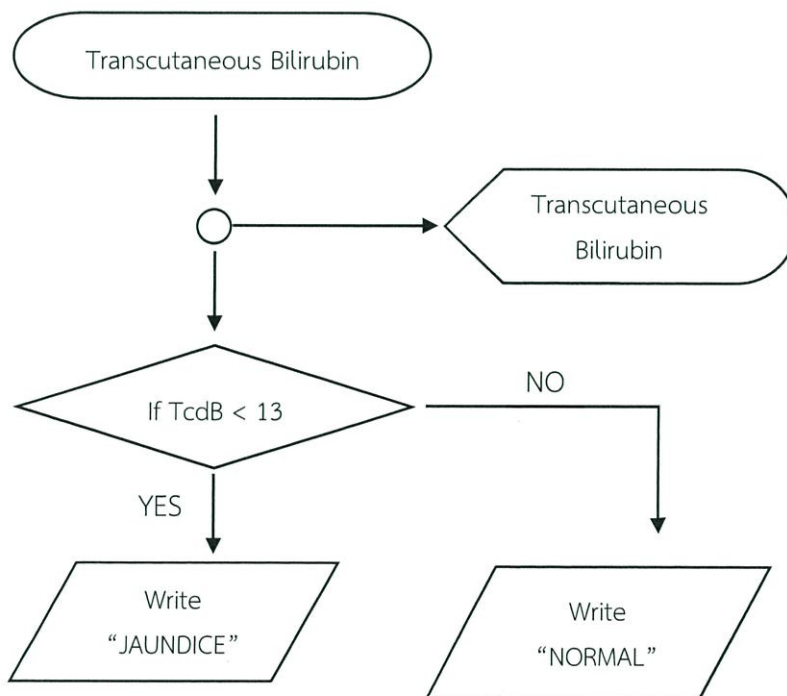 Transcutaneous Bilirubin
Transcutaneous
Bilirubin
If TcdB < 13
NO
YES
Write
“JAUNDICE”
Write
“NORMAL”